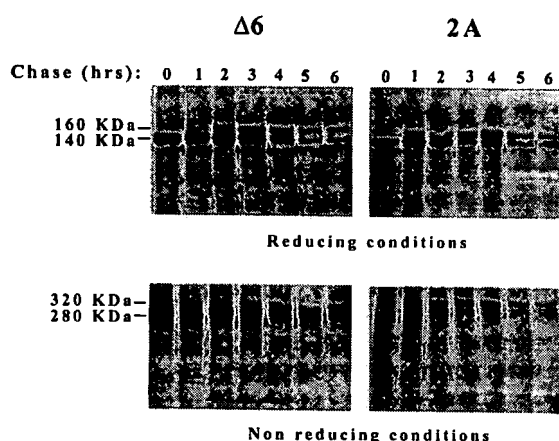 Δ6 2A
Chase (hrs): 0 1 2 3 4 5 6 0 1 2 3 4 5 6
160 KDa
140 KDa
Reducing conditions
320 KDa
280 KDa
Non reducing conditions